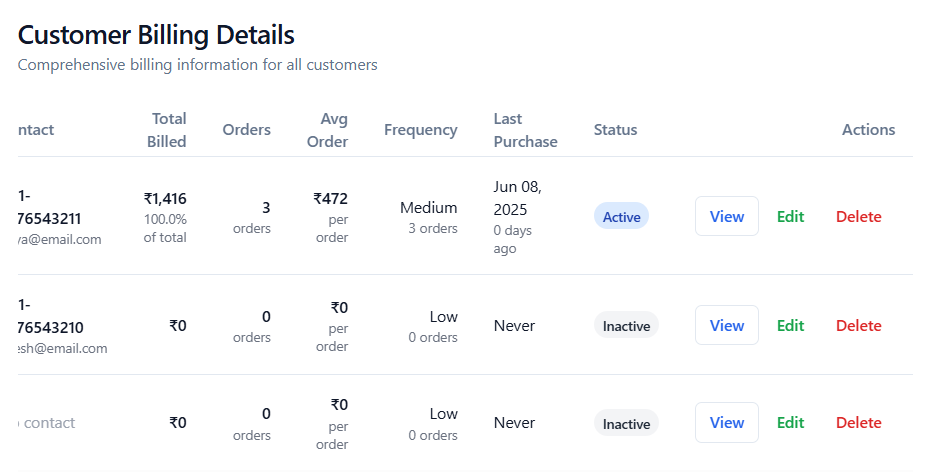 Customer Billing Details
Comprehensive billing information for all customers
ntact Total Billed Orders Avg Order Frequency Last Purchase Status Actions
1-
76543211
va@email.com
₹1,416
100.0%
of total
3
orders
₹472
per
order
Medium
3 orders
Jun 08,
2025
0 days
ago
Active
View Edit Delete
1-
76543210
esh@email.com
₹0
0
orders
₹0
per
order
Low
0 orders
Never
Inactive
View Edit Delete
contact
₹0
0
orders
₹0
per
order
Low
0 orders
Never
Inactive
View Edit Delete